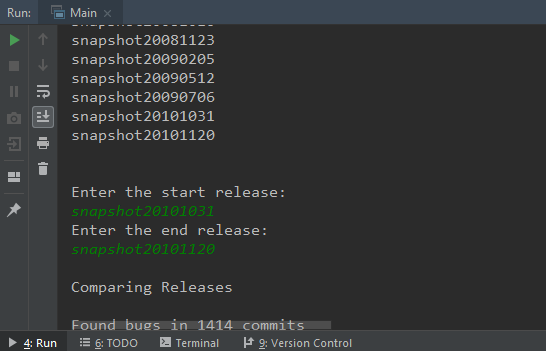 Run: Main
snapshot20081123
snapshot20090205
snapshot20090512
snapshot20090706
snapshot20101031
snapshot20101120
Enter the start release:
snapshot20101031
Enter the end release:
snapshot20101120
Comparing Releases
Found bugs in 1414 commits
4: Run 6: TODO Terminal 9: Version Control